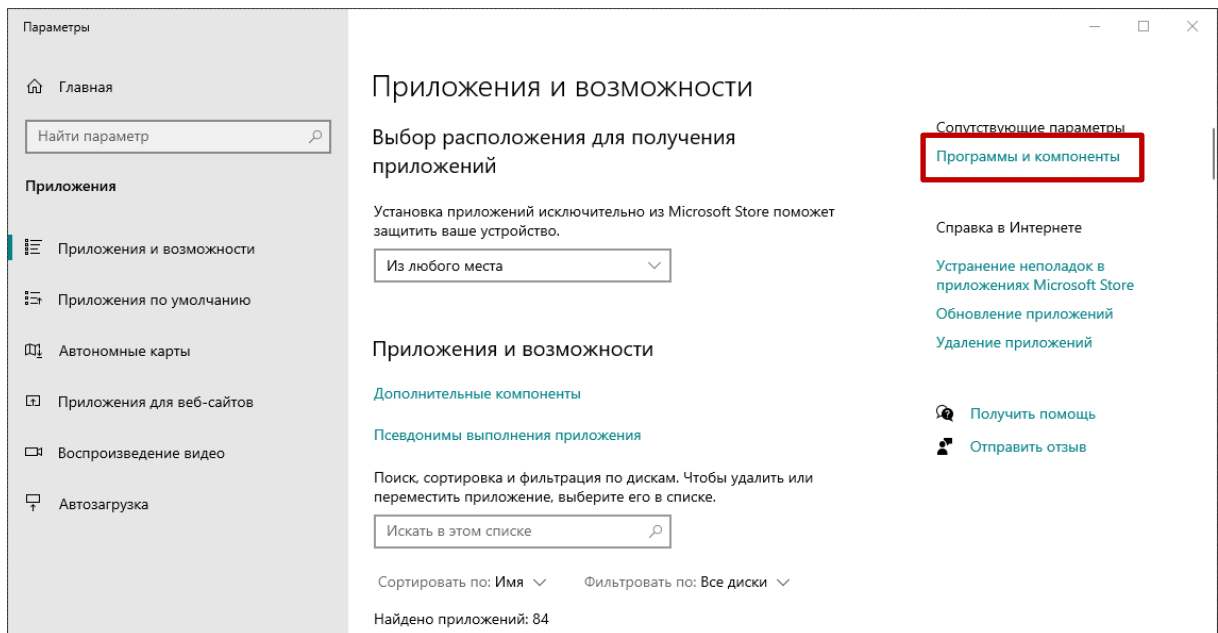 Параметры
Главная
Найти параметр
Приложения
Приложения и возможности
Приложения по умолчанию
Автономные карты
Приложения для веб-сайтов
Воспроизведение видео
Автозагрузка
Приложения и возможности
Выбор расположения для получения
приложений
Установка приложений исключительно из Microsoft Store поможет
защитить ваше устройство.
Из любого места
Приложения и возможности
Дополнительные компоненты
Псевдонимы выполнения приложения
Поиск, сортировка и фильтрация по дискам. Чтобы удалить или
переместить приложение, выберите его в списке.
Искать в этом списке
Сортировать по: Имя
Фильтровать по: Все диски
Найдено приложений: 84
Сопутствующие параметры
Программы и компоненты
Справка в Интернете
Устранение неполадок в
приложениях Microsoft Store
Обновление приложений
Удаление приложений
Получить помощь
Отправить отзыв